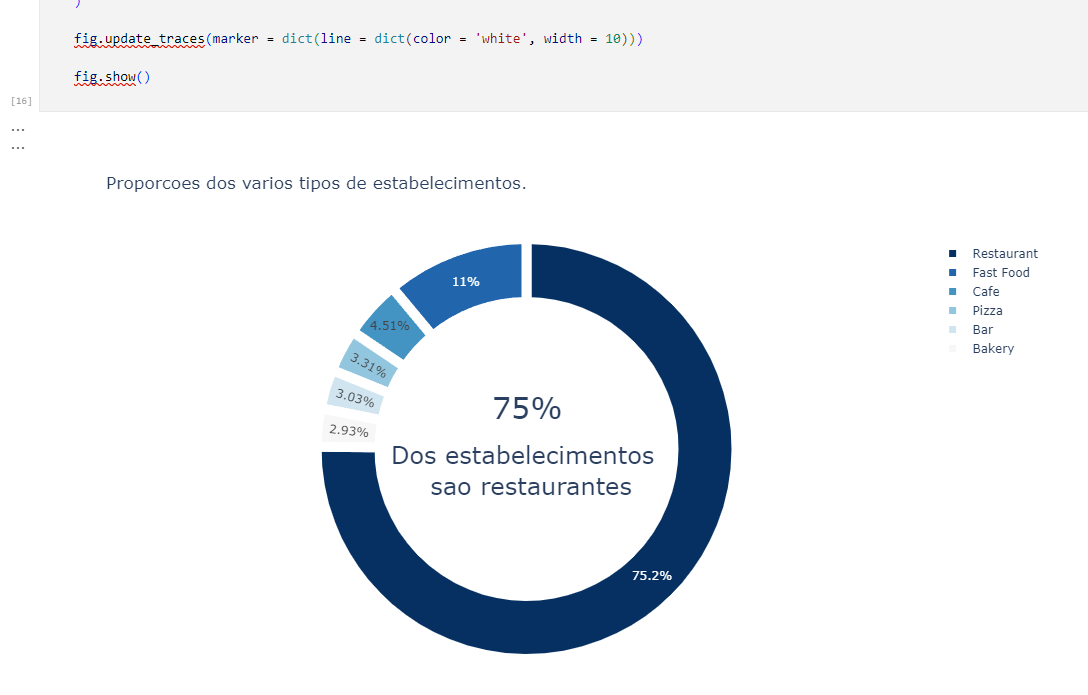 )
fig.update_traces(marker = dict(line = dict(color = 'white', width = 10)))
fig.show()
[16]
...
...
Proporcoes dos varios tipos de estabelecimentos.
Restaurant
Fast Food
Cafe
Pizza
Bar
Bakery
11%
4.51%
3.31%
3.03%
2.93%
75%
Dos estabelecimentos
sao restaurantes
75.2%